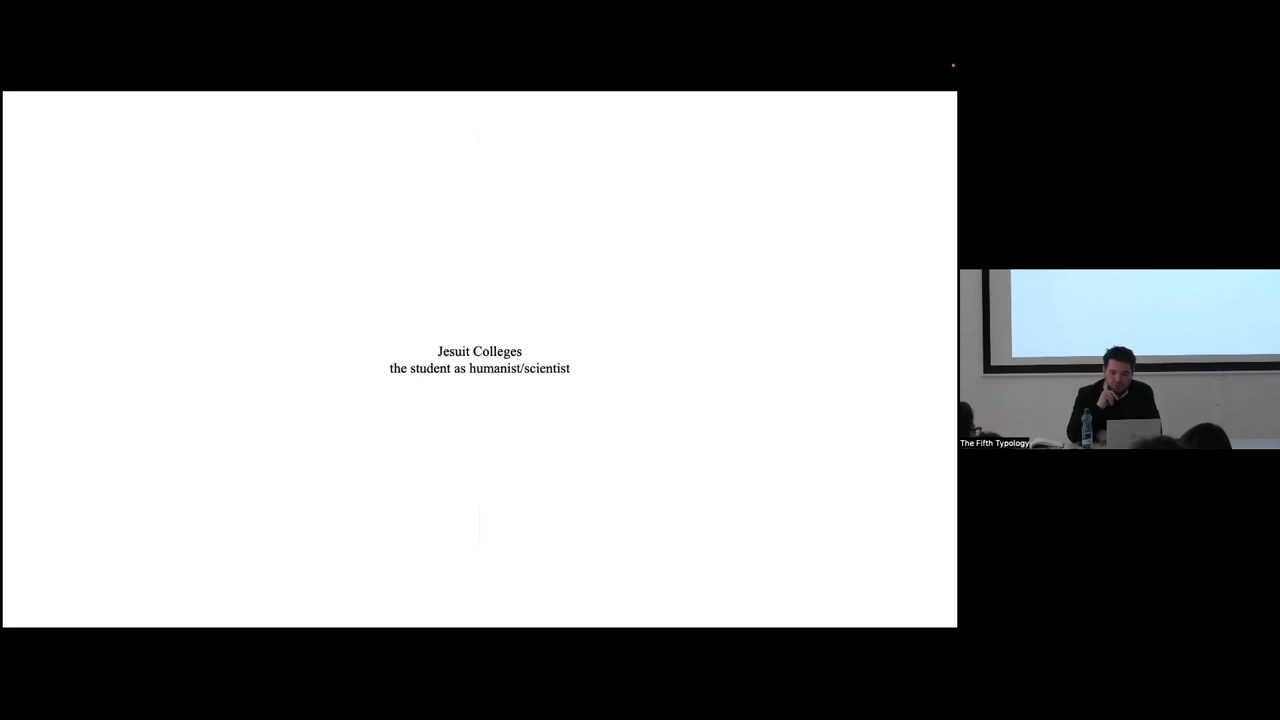 Jesuit Colleges
the student as humanist/scientist
The Fifth Typology